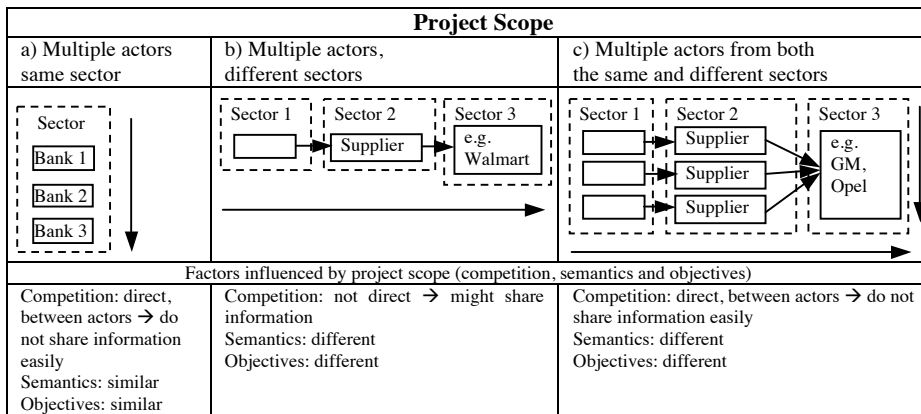 Project Scope
a) Multiple actors
same sector
b) Multiple actors,
different sectors
c) Multiple actors from both
the same and different sectors
Sector
Bank 1
Bank 2
Bank 3
Sector 1
Sector 2
Sector 3
Supplier
e.g.
Walmart
Sector 1
Sector 2
Sector 3
Supplier
Supplier
Supplier
e.g.
GM,
Opel
Factors influenced by project scope (competition, semantics and objectives)
Competition: direct,
between actors → do
not share information
easily
Semantics: similar
Objectives: similar
Competition: not direct → might share
information
Semantics: different
Objectives: different
Competition: direct, between actors → do not
share information easily
Semantics: different
Objectives: different